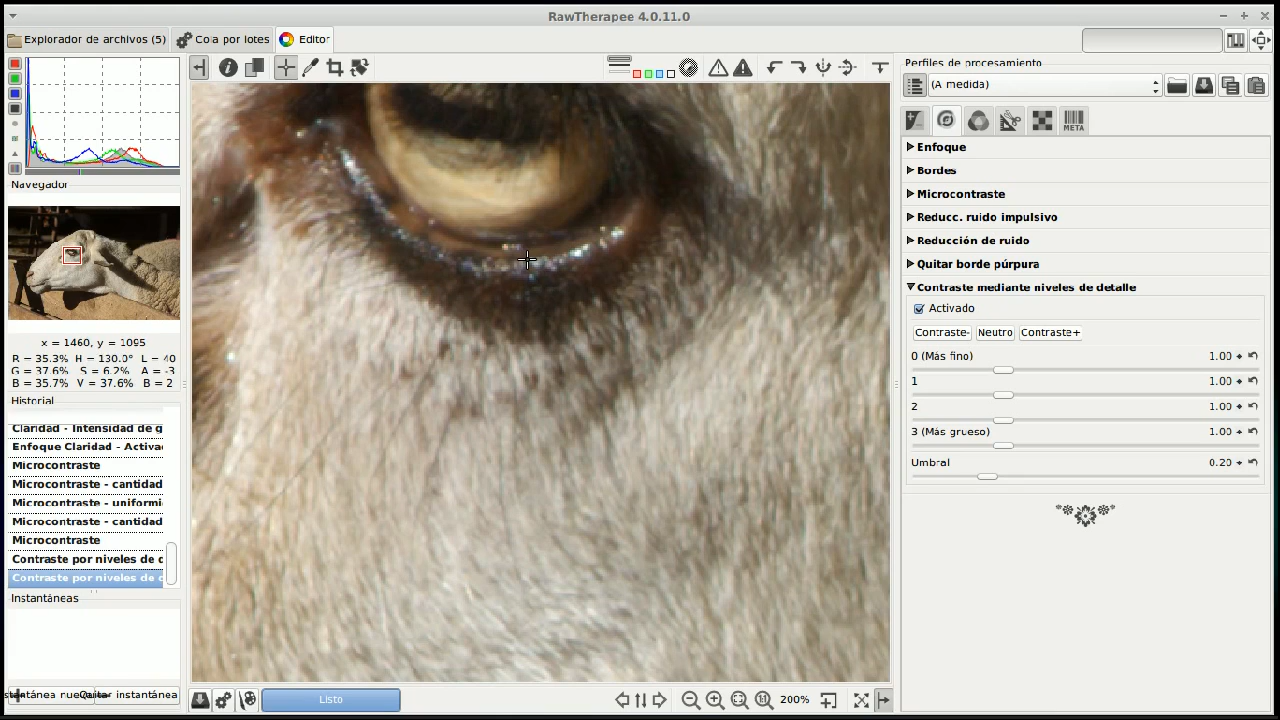 RawTherapee 4.0.11.0
Explorador de archivos (5)
Cola por lotes
Editor
Perfiles de procesamiento
(A medida)
META
Navegador
x = 1460, y = 1095
R = 35.3% H = 130.0° L = 40
G = 37.6% S = 6.2% A = -3
B = 35.7% V = 37.6% B = 2
Historial
Claridad - Intensidad de g
Enfoque Claridad - Activa
Microcontraste
Microcontraste - cantidad
Microcontraste - uniformi
Microcontraste - cantidad
Microcontraste
Contraste por niveles de d
Contraste por niveles de d
Instantáneas
Quitar instantánea
Listo
200%
Enfoque
Bordes
Microcontraste
Reducc. ruido impulsivo
Reducción de ruido
Quitar borde púrpura
Contraste mediante niveles de detalle
Activado
Contraste-
Neutro
Contraste+
0 (Más fino) 1.00
1 1.00
2 1.00
3 (Más grueso) 1.00
Umbral 0.20